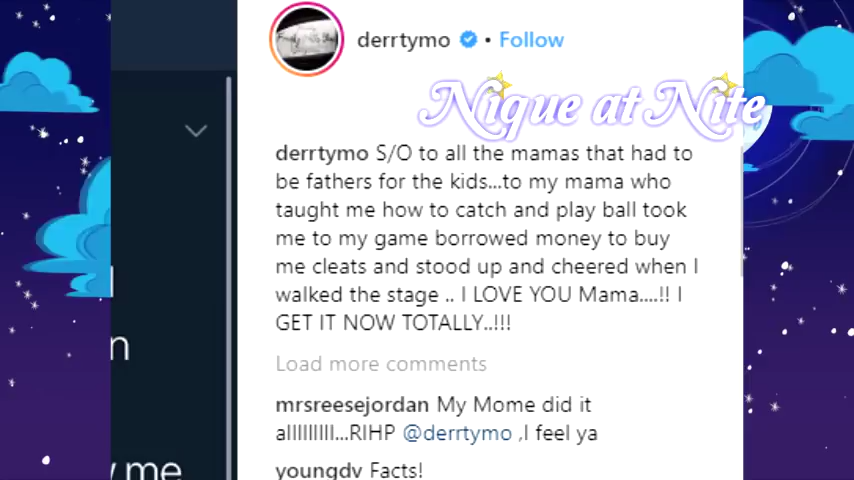 derrtymo • Follow
Nique at Nite
derrtymo S/O to all the mamas that had to
be fathers for the kids...to my mama who
taught me how to catch and play ball took
me to my game borrowed money to buy
me cleats and stood up and cheered when I
walked the stage .. I LOVE YOU Mama....!! I
GET IT NOW TOTALLY..!!!
Load more comments
mrsreesejordan My Mome did it
alllllllll...RIHP @derrtymo ,I feel ya
youngdv Facts!
n
me